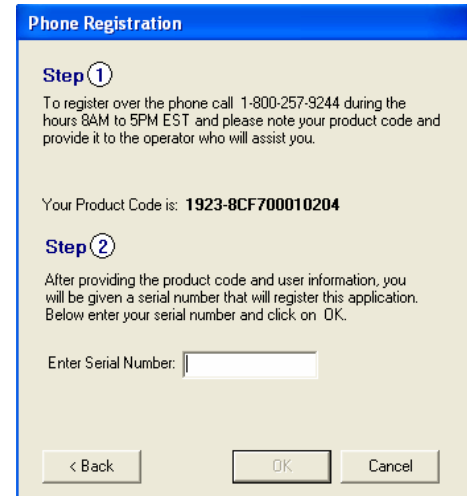 Phone Registration
Step 1
To register over the phone call 1-800-257-9244 during the
hours 8AM to 5PM EST and please note your product code and
provide it to the operator who will assist you.
Your Product Code is: 1923-8CF700010204
Step 2
After providing the product code and user information, you
will be given a serial number that will register this application.
Below enter your serial number and click on OK.
Enter Serial Number:
< Back OK Cancel